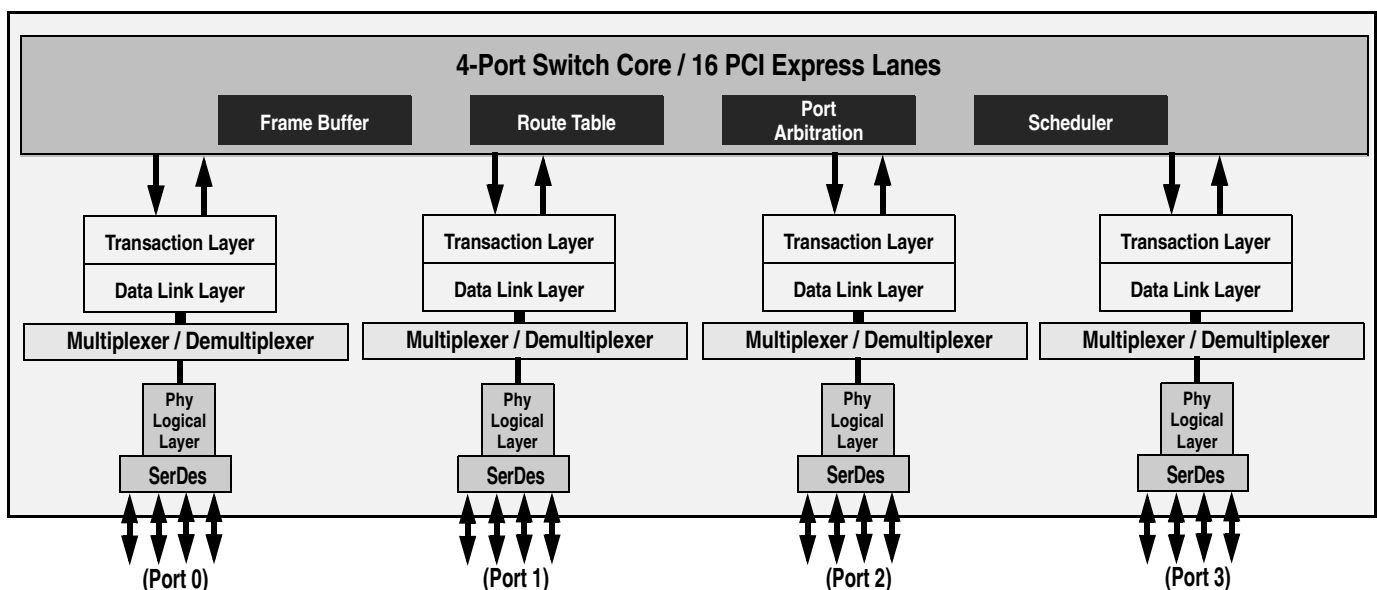 4-Port Switch Core / 16 PCI Express Lanes
Frame Buffer
Route Table
Port
Arbitration
Scheduler
Transaction Layer
Data Link Layer
Multiplexer / Demultiplexer
Phy
Logical
Layer
SerDes
(Port 0)
Transaction Layer
Data Link Layer
Multiplexer / Demultiplexer
Phy
Logical
Layer
SerDes
(Port 1)
Transaction Layer
Data Link Layer
Multiplexer / Demultiplexer
Phy
Logical
Layer
SerDes
(Port 2)
Transaction Layer
Data Link Layer
Multiplexer / Demultiplexer
Phy
Logical
Layer
SerDes
(Port 3)